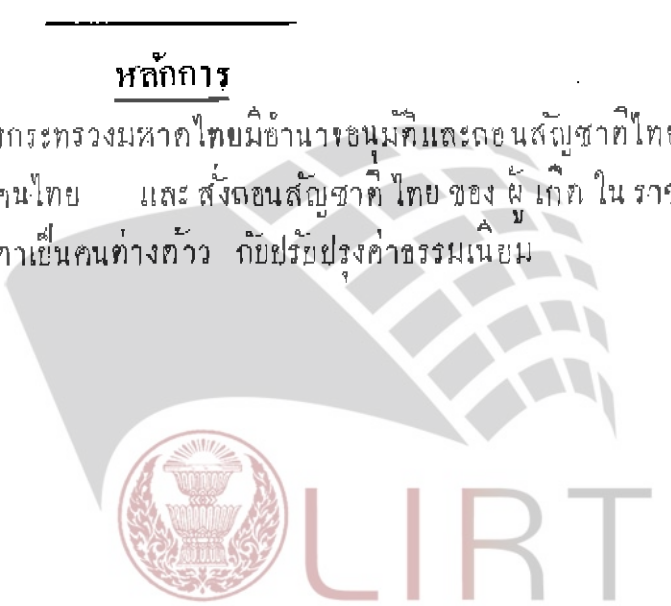 หลักการ
กระทรวงมหาดไทยมีอำนาจอนุมัติและถอนสัญชาติไทย
คนไทย และ สั่งถอนสัญชาติ ไทย ของ ผู้ เกิด ใน ราช
ดาเป็นคนต่างด้าว กับปรับปรุงค่าธรรมเนียม
LIRT